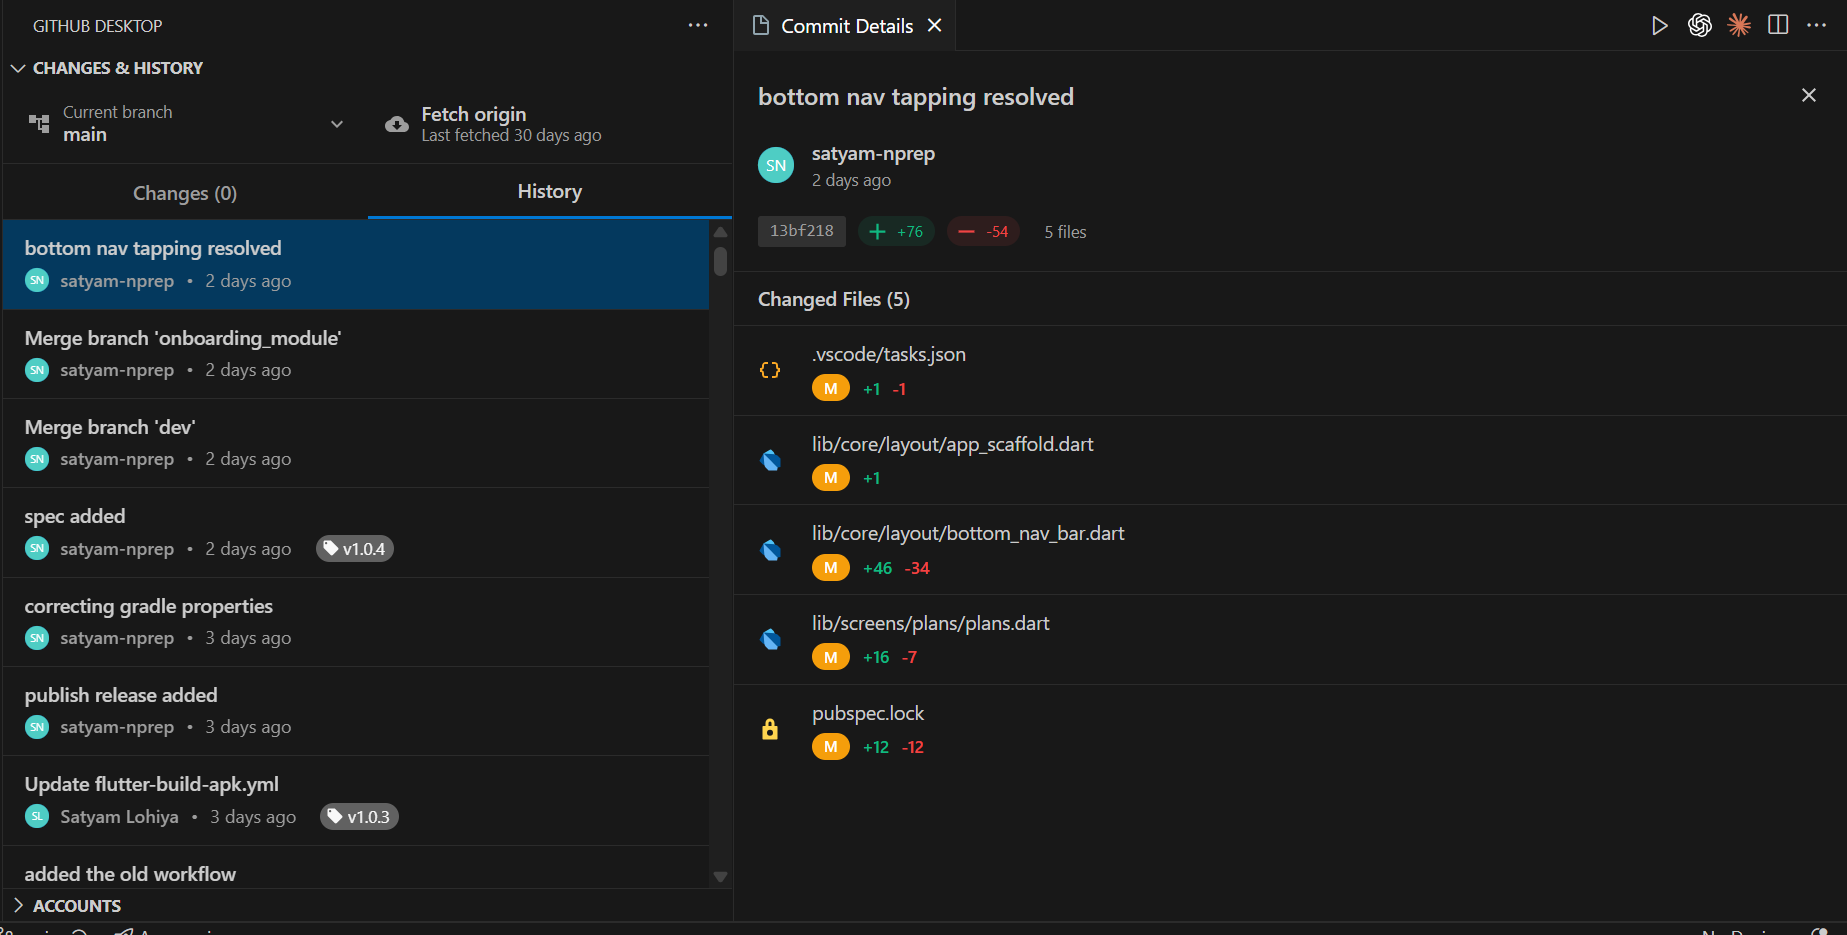 GITHUB DESKTOP
CHANGES & HISTORY
Current branch
main
Fetch origin
Last fetched 30 days ago
Changes (0)
History
bottom nav tapping resolved
SN satyam-nprep • 2 days ago
Merge branch 'onboarding_module'
SN satyam-nprep • 2 days ago
Merge branch 'dev'
SN satyam-nprep • 2 days ago
spec added
SN satyam-nprep • 2 days ago v1.0.4
correcting gradle properties
SN satyam-nprep • 3 days ago
publish release added
SN satyam-nprep • 3 days ago
Update flutter-build-apk.yml
SL Satyam Lohiya • 3 days ago v1.0.3
added the old workflow
ACCOUNTS
Commit Details
bottom nav tapping resolved
SN satyam-nprep
2 days ago
13bf218 +76 -54 5 files
Changed Files (5)
.vscode/tasks.json
M +1 -1
lib/core/layout/app_scaffold.dart
M +1
lib/core/layout/bottom_nav_bar.dart
M +46 -34
lib/screens/plans/plans.dart
M +16 -7
pubspec.lock
M +12 -12